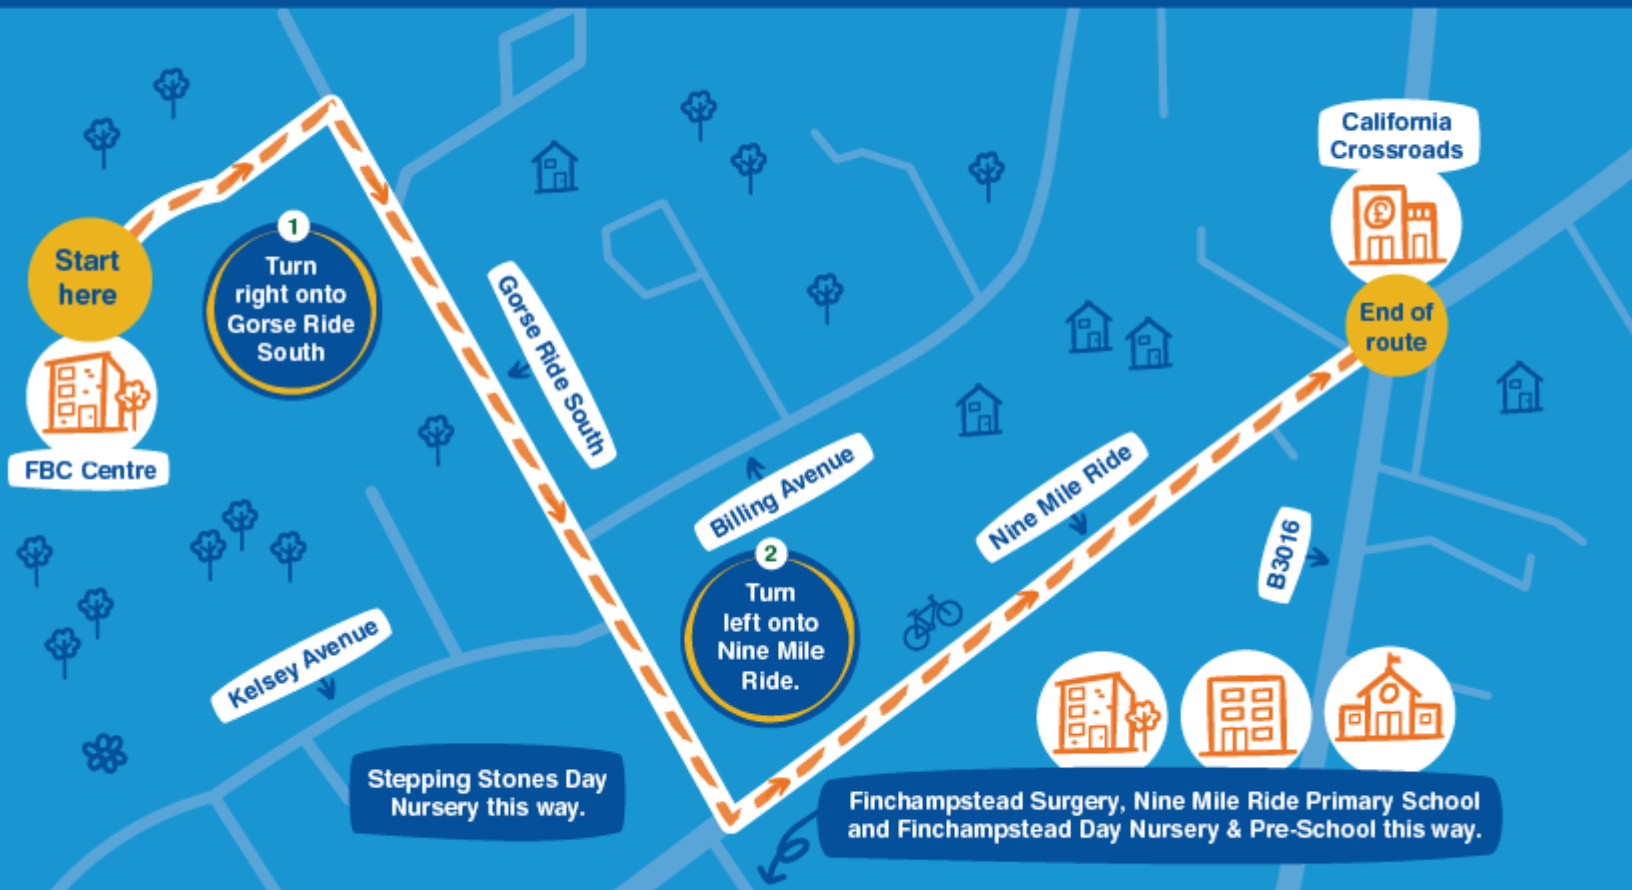 California
Crossroads
Start
here
1
Turn
right onto
Gorse Ride
South
Gorse Ride South
End of
route
FBC Centre
Billing Avenue
Nine Mile Ride
B3016
2
Turn
left onto
Nine Mile
Ride.
Kelsey Avenue
Stepping Stones Day
Nursery this way.
Finchampstead Surgery, Nine Mile Ride Primary School
and Finchampstead Day Nursery & Pre-School this way.
£